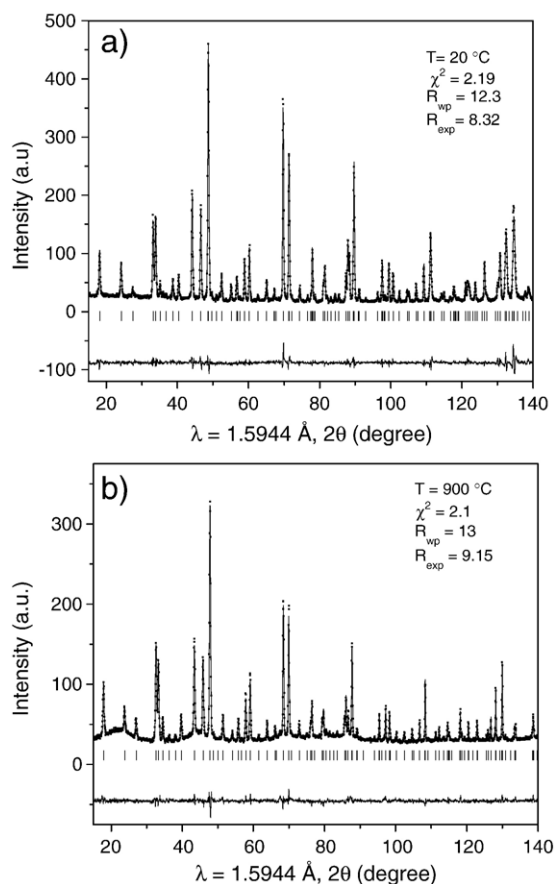 a)
T= 20 °C
χ² = 2.19
R_wp = 12.3
R_exp = 8.32
Intensity (a.u)
500
400
300
200
100
0
-100
20 40 60 80 100 120 140
λ = 1.5944 Å, 2θ (degree)
b)
T = 900 °C
χ² = 2.1
R_wp = 13
R_exp = 9.15
Intensity (a.u.)
300
200
100
0
20 40 60 80 100 120 140
λ = 1.5944 Å, 2θ (degree)